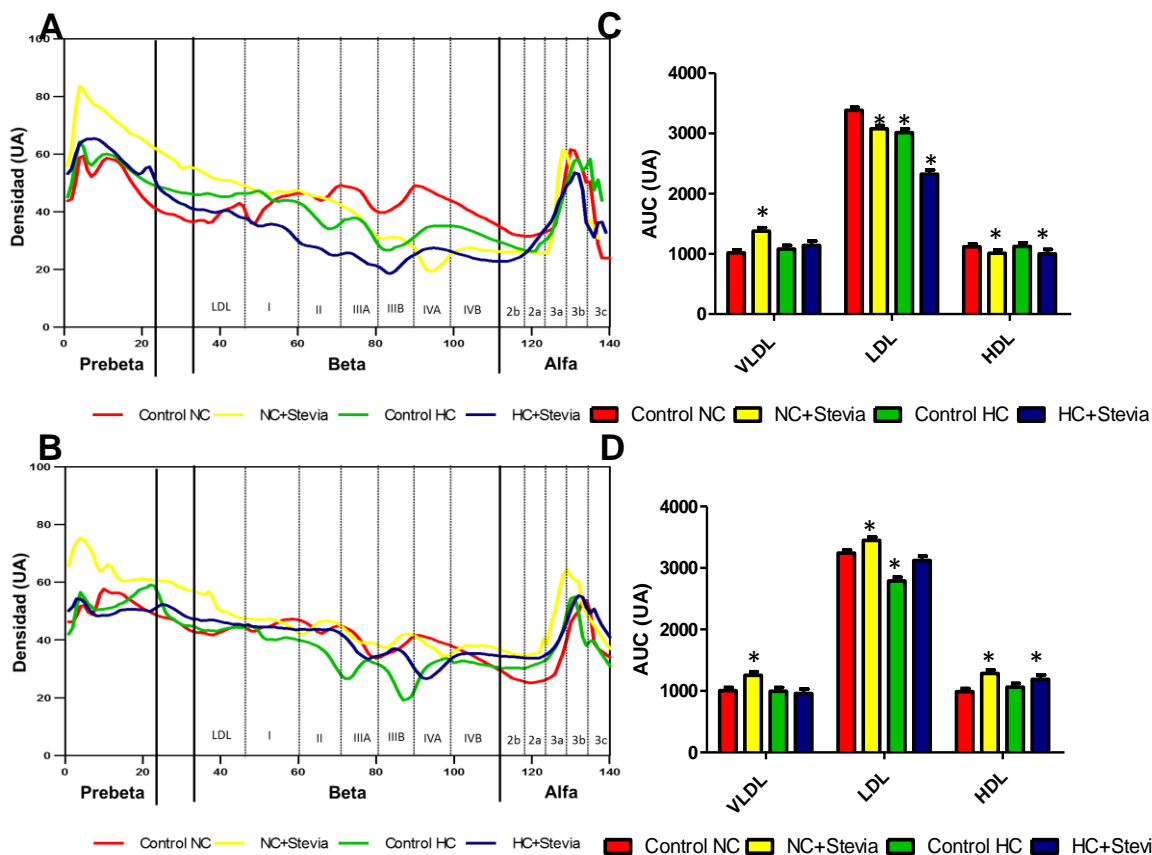 A
100
80
60
40
20
0
Densidad (UA)
LDL I II IIIA IIIB IVA IVB 2b 2a 3a 3b 3c
0 20 40 60 80 100 120 140
Prebeta Beta Alfa
Control NC NC+Stevia Control HC HC+Stevia
C
4000
3000
2000
1000
0
AUC (UA)
*
* * *
* *
VLDL LDL HDL
Control NC NC+Stevia Control HC HC+Stevia
B
100
80
60
40
20
0
Densidad (UA)
LDL I II IIIA IIIB IVA IVB 2b 2a 3a 3b 3c
0 20 40 60 80 100 120 140
Prebeta Beta Alfa
Control NC NC+Stevia Control HC HC+Stevia
D
4000
3000
2000
1000
0
AUC (UA)
*
* *
* *
VLDL LDL HDL
Control NC NC+Stevia Control HC HC+Stevi